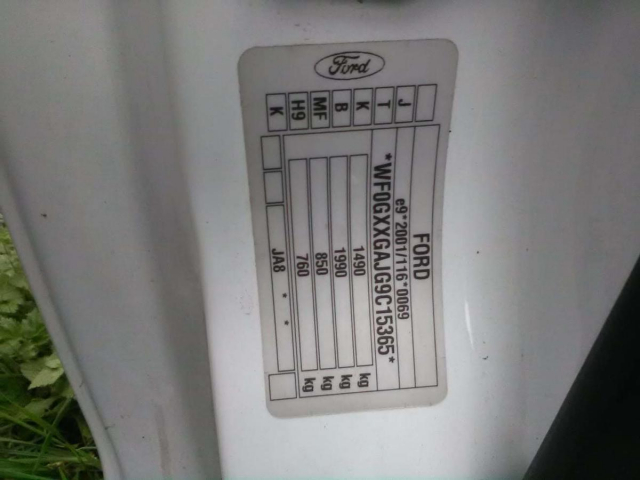 Ford
FORD
e9*2001/116*0069
*WF0GXXGAJG9C15365*
1490 kg
1990 kg
850 kg
760 kg
JA8 * *
J
T
K
B
MF
H9
K